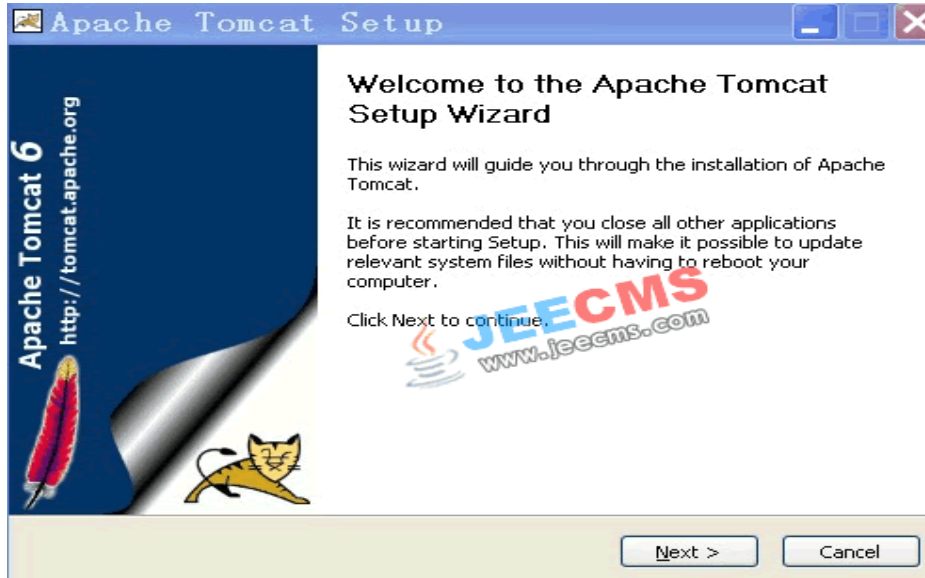 Apache Tomcat Setup
Apache Tomcat 6
http://tomcat.apache.org
Welcome to the Apache Tomcat
Setup Wizard
This wizard will guide you through the installation of Apache
Tomcat.
It is recommended that you close all other applications
before starting Setup. This will make it possible to update
relevant system files without having to reboot your
computer.
Click Next to continue.
JEECMS
www.jeecms.com
Next >
Cancel